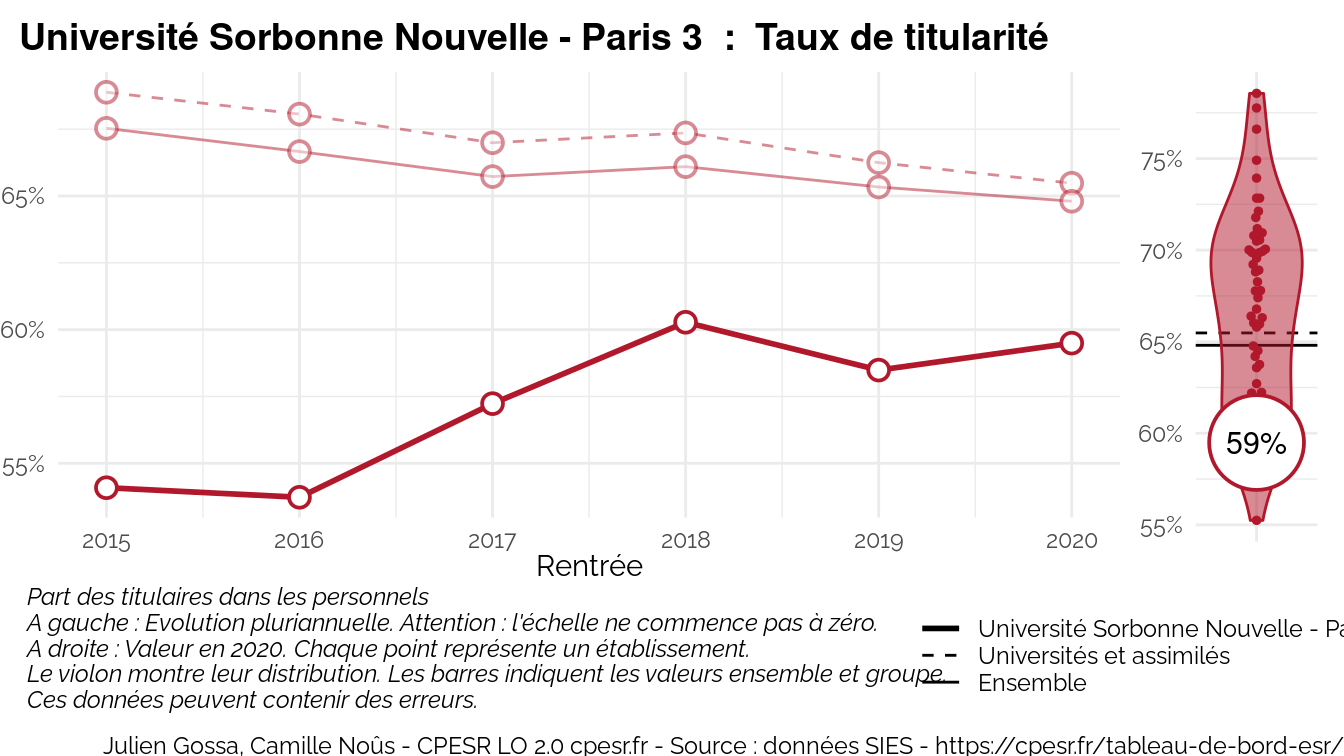 Université Sorbonne Nouvelle - Paris 3 : Taux de titularité
65%
60%
55%
2015 2016 2017 2018 2019 2020
Rentrée
75%
70%
65%
60%
55%
59%
Part des titulaires dans les personnels
A gauche : Evolution pluriannuelle. Attention : l'échelle ne commence pas à zéro.
A droite : Valeur en 2020. Chaque point représente un établissement.
Le violon montre leur distribution. Les barres indiquent les valeurs ensemble et groupe.
Ces données peuvent contenir des erreurs.
Université Sorbonne Nouvelle - Pa
Universités et assimilés
Ensemble
Julien Gossa, Camille Noûs - CPESR LO 2.0 cpesr.fr - Source : données SIES - https://cpesr.fr/tableau-de-bord-esr/